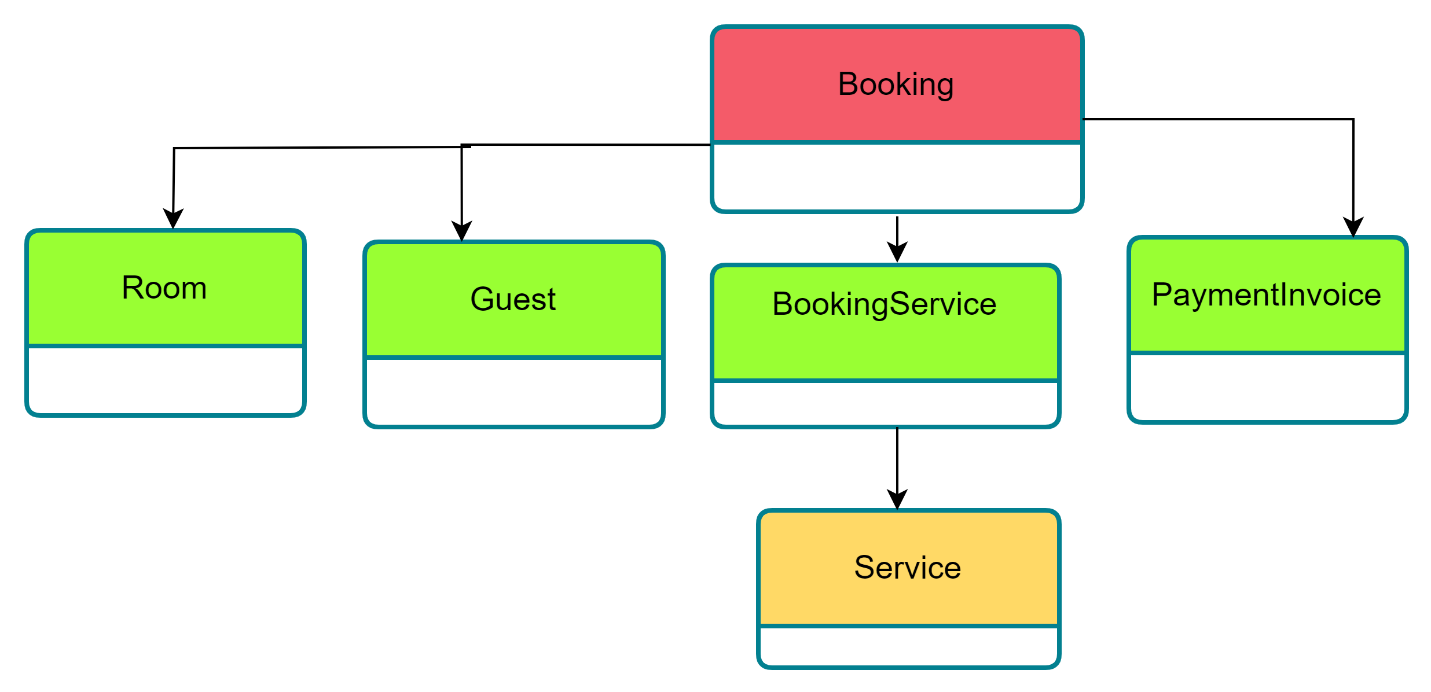 Booking
Room
Guest
BookingService
PaymentInvoice
Service